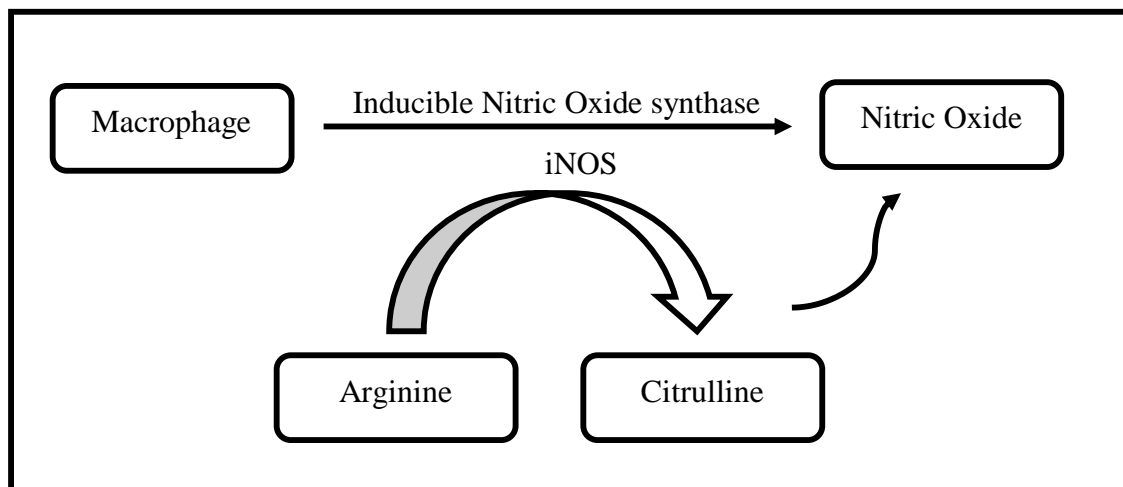 Macrophage
Inducible Nitric Oxide synthase
Nitric Oxide
iNOS
Arginine
Citrulline